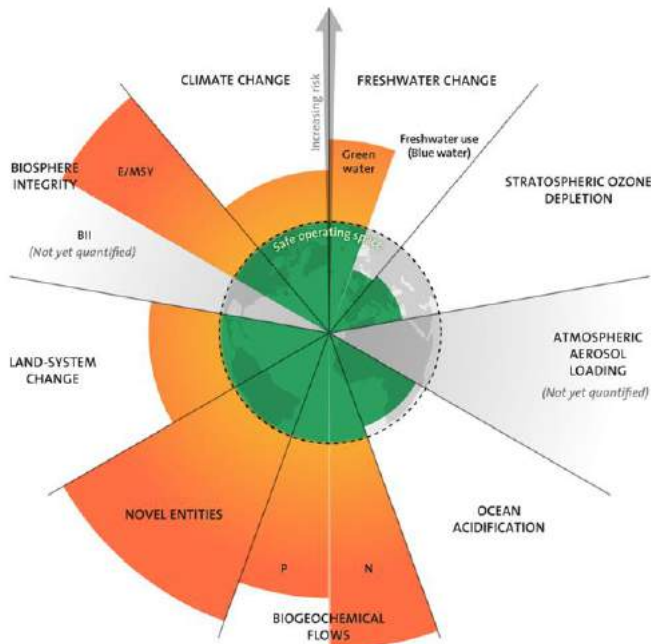 CLIMATE CHANGE
FRESHWATER CHANGE
Increasing risk
Freshwater use
(Blue water)
Green
water
BIOSPHERE
INTEGRITY
E/MSY
STRATOSPHERIC OZONE
DEPLETION
Safe operating space
BII
(Not yet quantified)
LAND-SYSTEM
CHANGE
ATMOSPHERIC
AEROSOL
LOADING
(Not yet quantified)
NOVEL ENTITIES
OCEAN
ACIDIFICATION
P
N
BIOGEOCHEMICAL
FLOWS